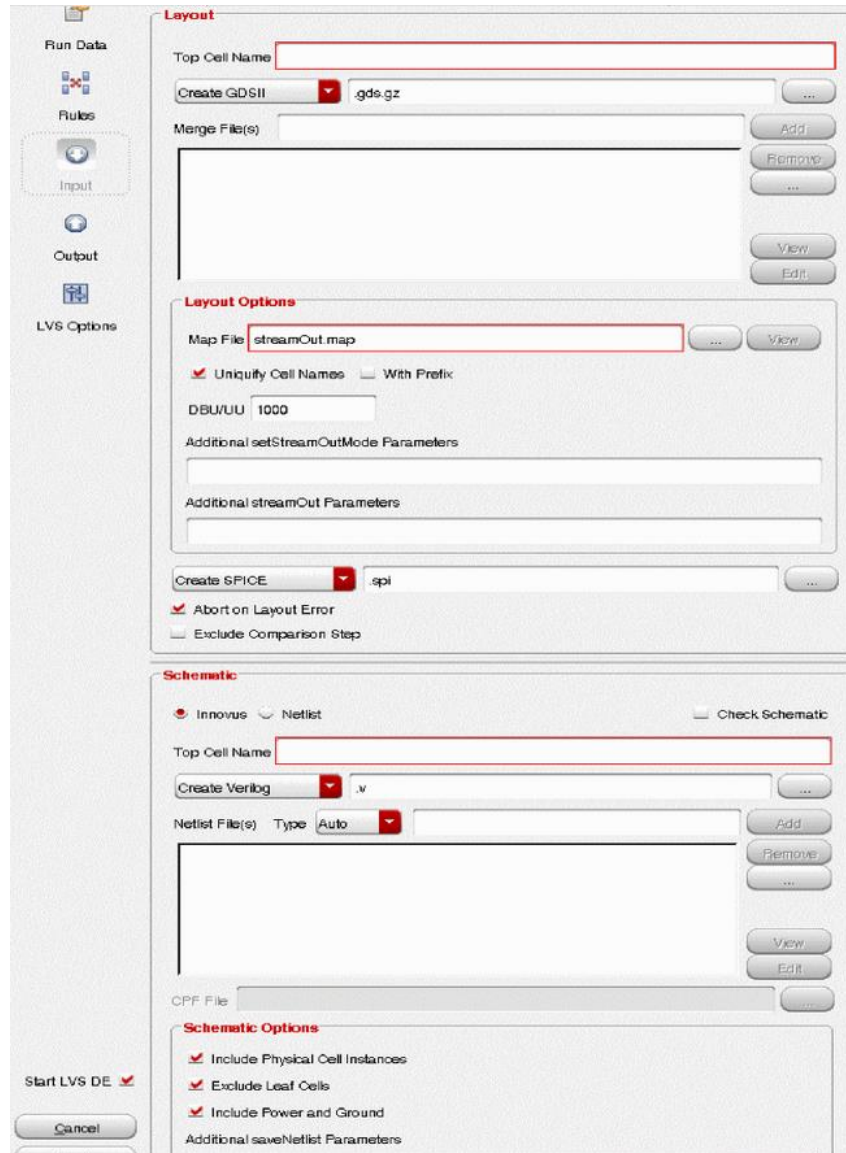 Layout
Run Data
Top Cell Name
Create GDSII .gds.gz ...
Rules
Merge File(s) Add
Remove
...
Input
View
Output
Edit
Layout Options
LVS Options
Map File streamOut.map ... View
Uniquify Cell Names With Prefix
DBU/UU 1000
Additional setStreamOutMode Parameters
Additional streamOut Parameters
Create SPICE .spi ...
Abort on Layout Error
Exclude Comparison Step
Schematic
Innovus Netlist Check Schematic
Top Cell Name
Create Verilog .v ...
Netlist File(s) Type Auto Add
Remove
...
View
Edit
CPF File ...
Schematic Options
Include Physical Cell Instances
Start LVS DE
Exclude Leaf Cells
Include Power and Ground
Cancel
Additional saveNetlist Parameters